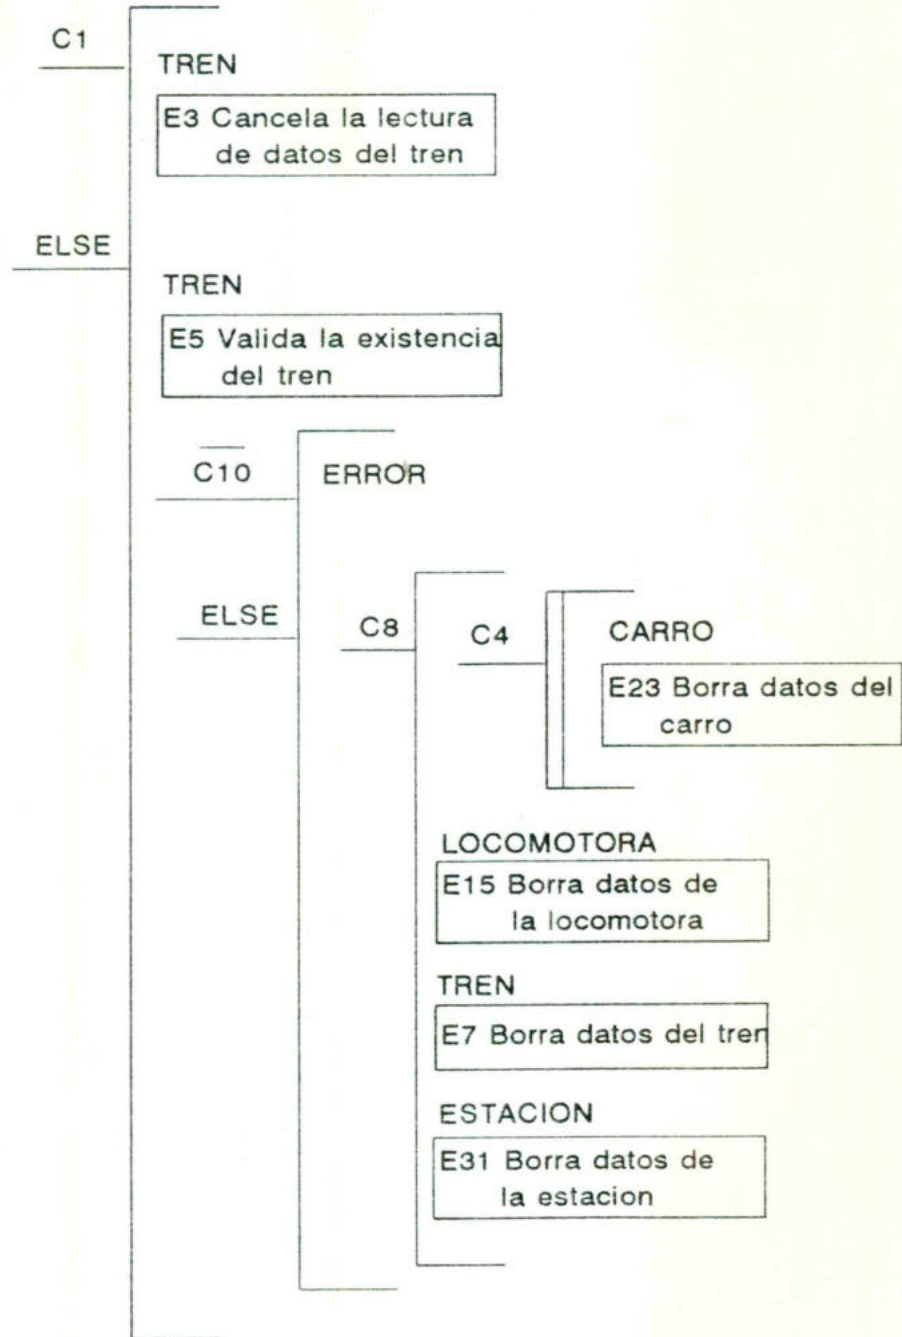 C1
TREN
E3 Cancela la lectura
de datos del tren
ELSE
TREN
E5 Valida la existencia
del tren
C10
ERROR
ELSE
C8
C4
CARRO
E23 Borra datos del
carro
LOCOMOTORA
E15 Borra datos de
la locomotora
TREN
E7 Borra datos del tren
ESTACION
E31 Borra datos de
la estacion